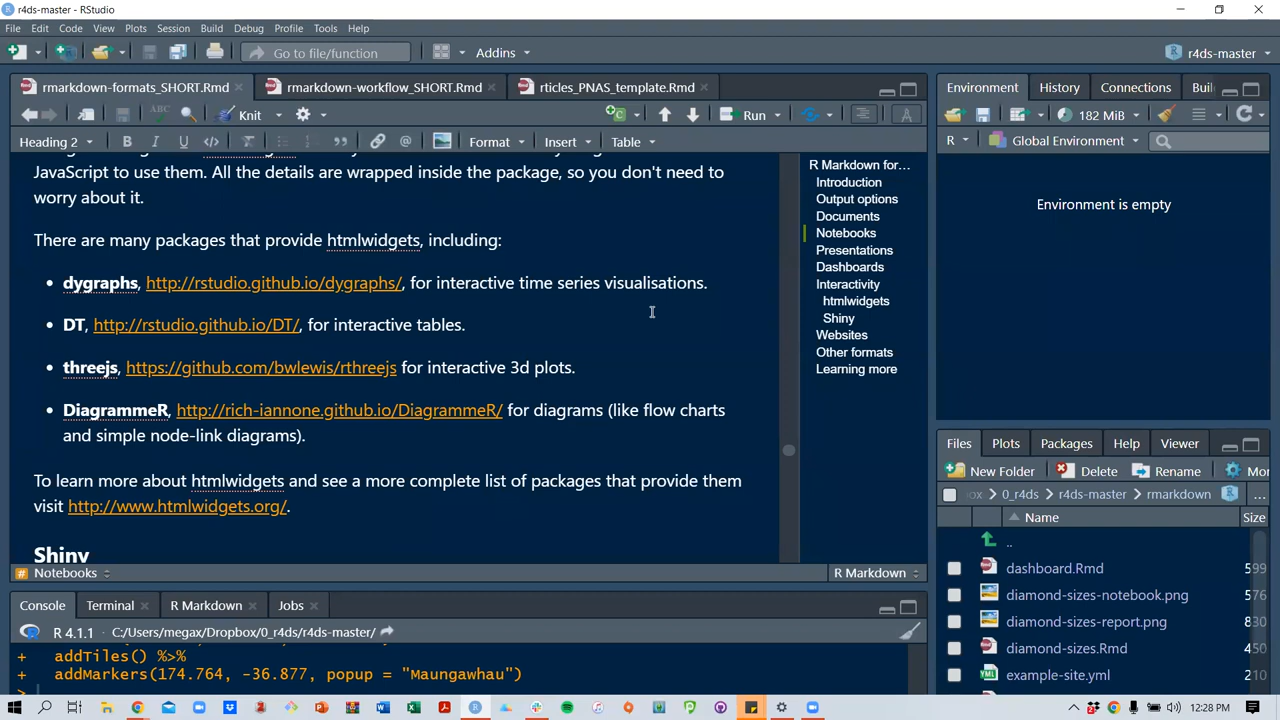 r4ds-master - RStudio
File Edit Code View Plots Session Build Debug Profile Tools Help
Go to file/function Addins r4ds-master
rmarkdown-formats_SHORT.Rmd rmarkdown-workflow_SHORT.Rmd rticles_PNAS_template.Rmd
Knit Run
Heading 2 B I U Format Insert Table
JavaScript to use them. All the details are wrapped inside the package, so you don't need to
worry about it.
There are many packages that provide htmlwidgets, including:
• dygraphs, http://rstudio.github.io/dygraphs/, for interactive time series visualisations.
• DT, http://rstudio.github.io/DT/, for interactive tables.
• threejs, https://github.com/bwlewis/rthreejs for interactive 3d plots.
• DiagrammeR, http://rich-iannone.github.io/DiagrammeR/ for diagrams (like flow charts
and simple node-link diagrams).
To learn more about htmlwidgets and see a more complete list of packages that provide them
visit http://www.htmlwidgets.org/.
Shiny
# Notebooks R Markdown
R Markdown for...
Introduction
Output options
Documents
Notebooks
Presentations
Dashboards
Interactivity
htmlwidgets
Shiny
Websites
Other formats
Learning more
Console Terminal R Markdown Jobs
R 4.1.1 · C:/Users/megax/Dropbox/0_r4ds/r4ds-master/
+ addTiles() %>%
+ addMarkers(174.764, -36.877, popup = "Maungawhau")
>
Environment History Connections Buil
182 MiB
R Global Environment
Environment is empty
Files Plots Packages Help Viewer
New Folder Delete Rename Mor
ox 0_r4ds r4ds-master rmarkdown ...
Name Size
..
dashboard.Rmd 599
diamond-sizes-notebook.png 576
diamond-sizes-report.png 830
diamond-sizes.Rmd 450
example-site.yml 210
12:28 PM